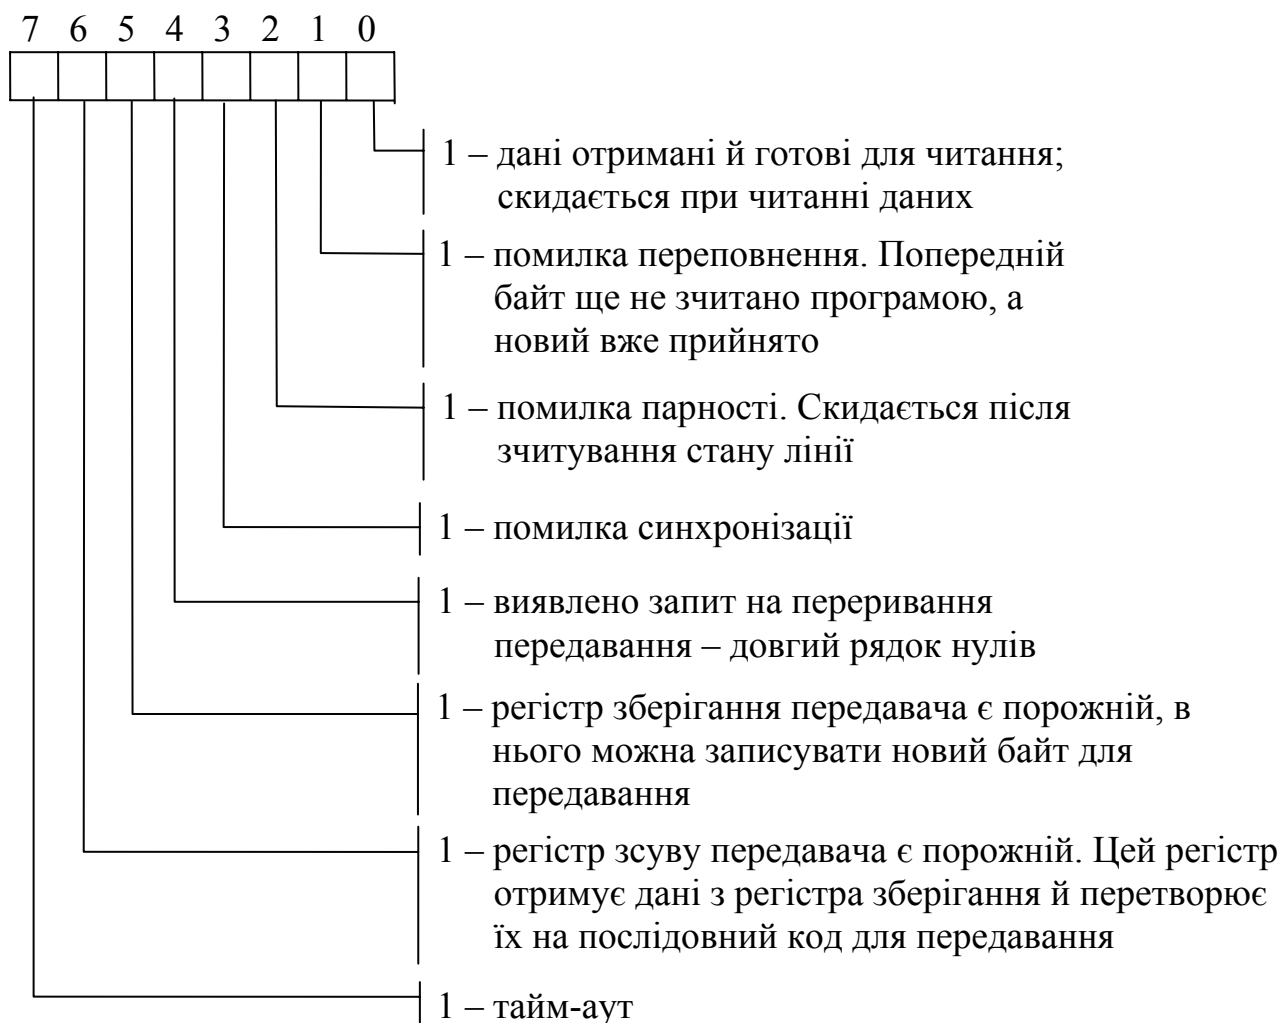 7 6 5 4 3 2 1 0
1 – дані отримані й готові для читання;
скидається при читанні даних
1 – помилка переповнення. Попередній
байт ще не зчитано програмою, а
новий вже прийнято
1 – помилка парності. Скидається після
зчитування стану лінії
1 – помилка синхронізації
1 – виявлено запит на переривання
передавання – довгий рядок нулів
1 – регістр зберігання передавача є порожній, в
нього можна записувати новий байт для
передавання
1 – регістр зсуву передавача є порожній. Цей регістр
отримує дані з регістра зберігання й перетворює
їх на послідовний код для передавання
1 – тайм-аут